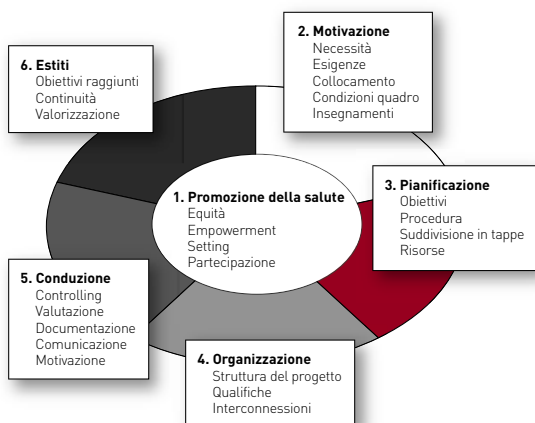 1. Promozione della salute
Equità
Empowerment
Setting
Partecipazione
2. Motivazione
Necessità
Esigenze
Collocamento
Condizioni quadro
Insegnamenti
3. Pianificazione
Obiettivi
Procedura
Suddivisione in tappe
Risorse
4. Organizzazione
Struttura del progetto
Qualifiche
Interconnessioni
5. Conduzione
Controlling
Valutazione
Documentazione
Comunicazione
Motivazione
6. Estiti
Obiettivi raggiunti
Continuità
Valorizzazione